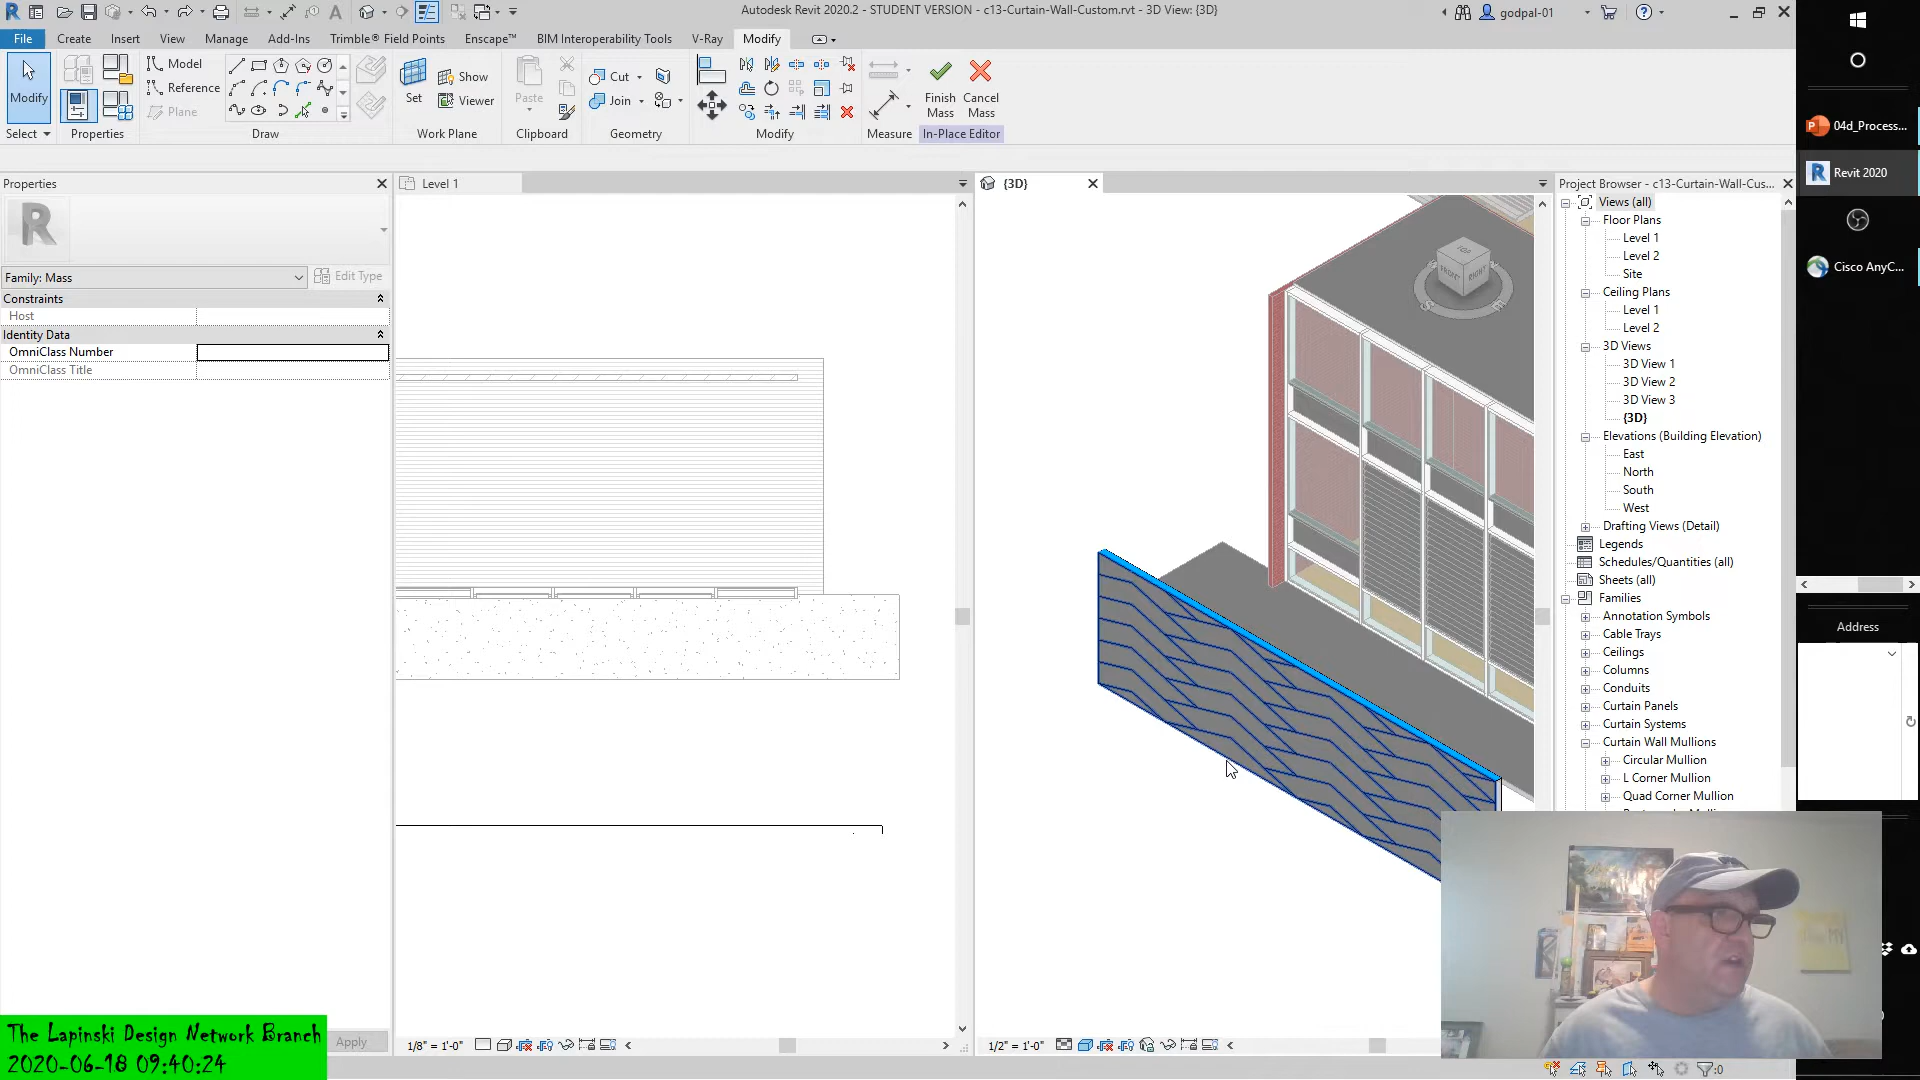 Autodesk Revit 2020.2 - STUDENT VERSION - c13-Curtain-Wall-Custom.rvt - 3D View: {3D}
godpal-01
File
Create
Insert
View
Manage
Add-Ins
Trimble® Field Points
Enscape™
BIM Interoperability Tools
V-Ray
Modify
Modify
Model
Reference
Plane
Set
Show
Viewer
Paste
Cut
Join
Finish Mass
Cancel Mass
Select
Properties
Draw
Work Plane
Clipboard
Geometry
Modify
Measure
In-Place Editor
Properties
Family: Mass
Edit Type
Constraints
Host
Identity Data
OmniClass Number
OmniClass Title
Apply
Level 1
1/8" = 1'-0"
{3D}
TOP
FRONT
RIGHT
1/2" = 1'-0"
Project Browser - c13-Curtain-Wall-Cus...
Views (all)
Floor Plans
Level 1
Level 2
Site
Ceiling Plans
Level 1
Level 2
3D Views
3D View 1
3D View 2
3D View 3
{3D}
Elevations (Building Elevation)
East
North
South
West
Drafting Views (Detail)
Legends
Schedules/Quantities (all)
Sheets (all)
Families
Annotation Symbols
Cable Trays
Ceilings
Columns
Conduits
Curtain Panels
Curtain Systems
Curtain Wall Mullions
Circular Mullion
L Corner Mullion
Quad Corner Mullion
04d_Process...
Revit 2020
Cisco AnyC...
Address
:0
The Lapinski Design Network Branch
2020-06-18 09:40:24